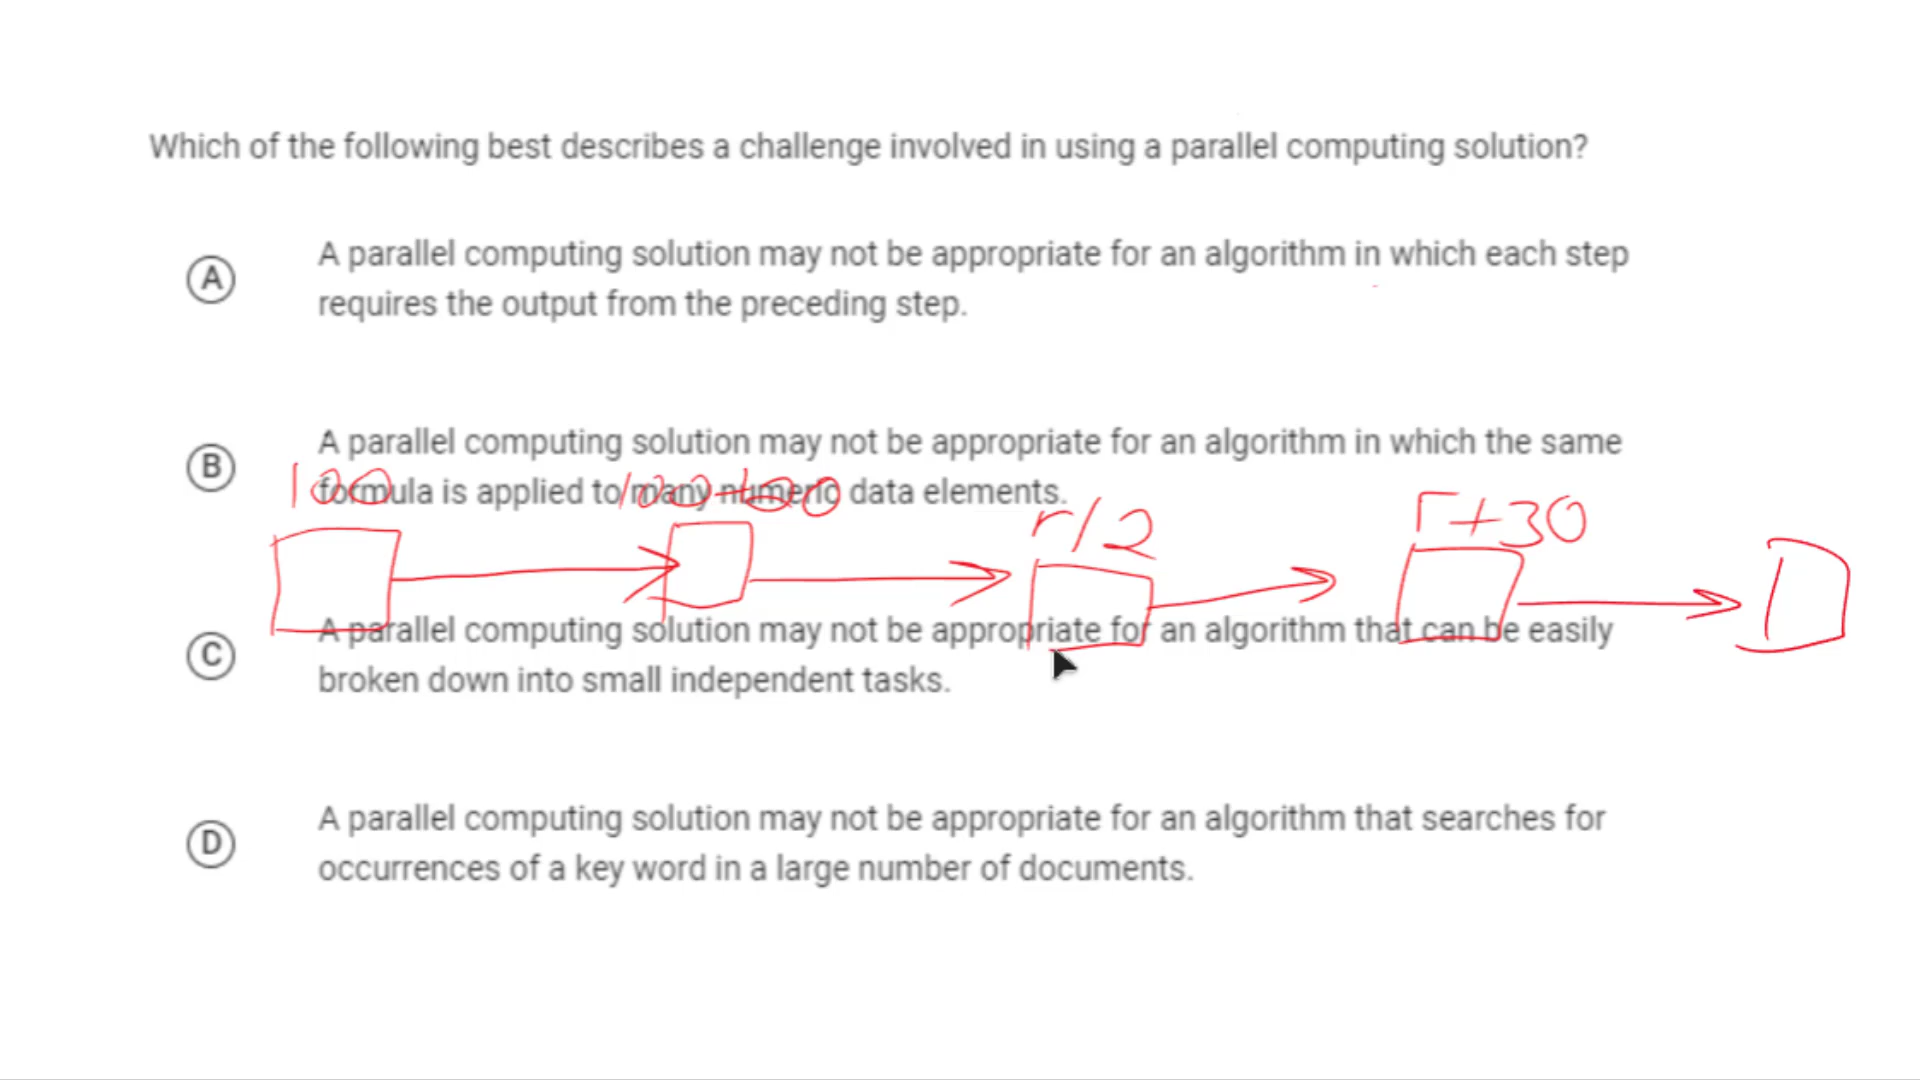 Which of the following best describes a challenge involved in using a parallel computing solution?
A
A parallel computing solution may not be appropriate for an algorithm in which each step
requires the output from the preceding step.
B
A parallel computing solution may not be appropriate for an algorithm in which the same
formula is applied to many numeric data elements.
100
r/2
r+30
C
A parallel computing solution may not be appropriate for an algorithm that can be easily
broken down into small independent tasks.
D
A parallel computing solution may not be appropriate for an algorithm that searches for
occurrences of a key word in a large number of documents.